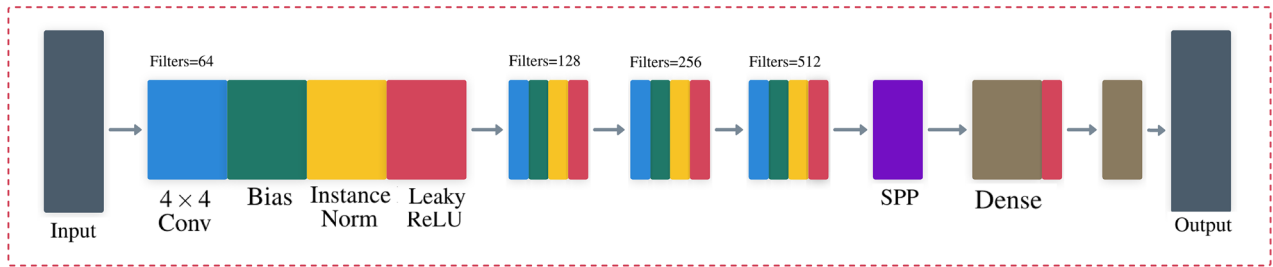 Filters=64
Filters=128
Filters=256
Filters=512
Input
4 × 4
Conv
Bias
Instance
Norm
Leaky
ReLU
SPP
Dense
Output